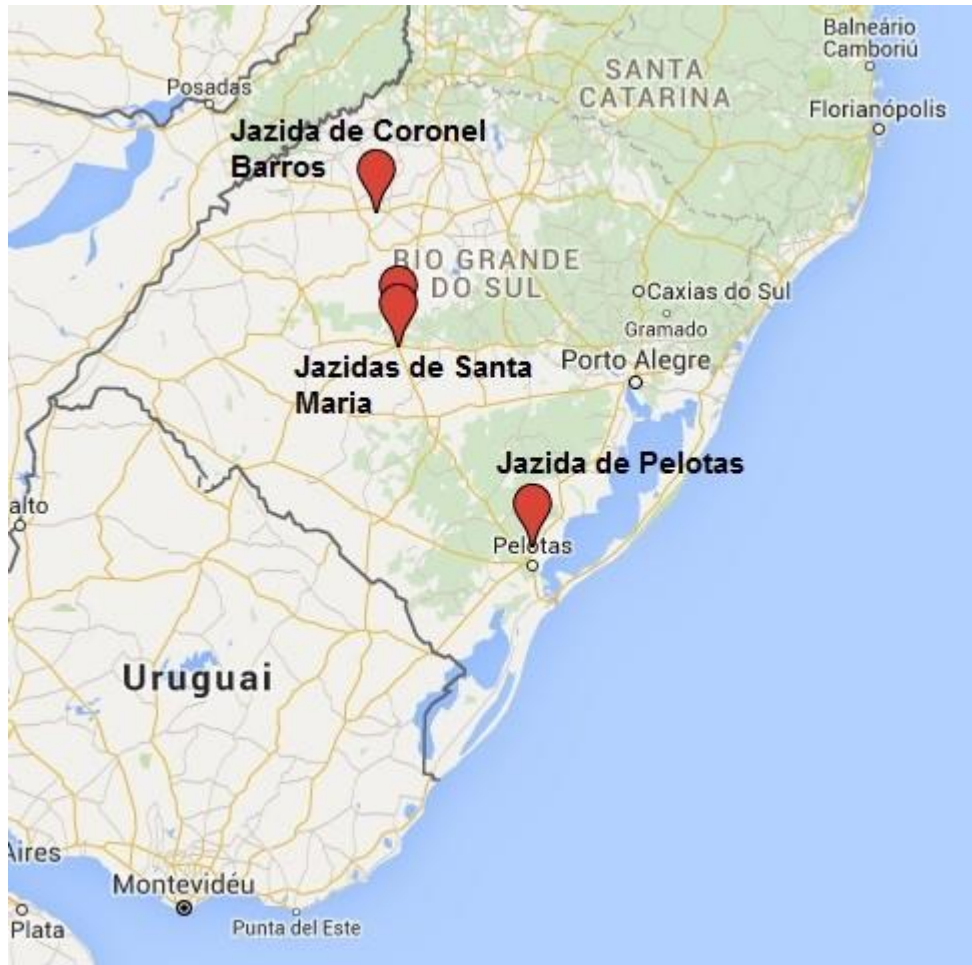 Balneário
Camboriú
SANTA
CATARINA
Posadas
Florianópolis
Jazida de Coronel
Barros
RIO GRANDE
DO SUL
Caxias do Sul
Gramado
Porto Alegre
Jazidas de Santa
Maria
Jazida de Pelotas
alto
Pelotas
Uruguai
Aires
Montevidéu
Plata
Punta del Este